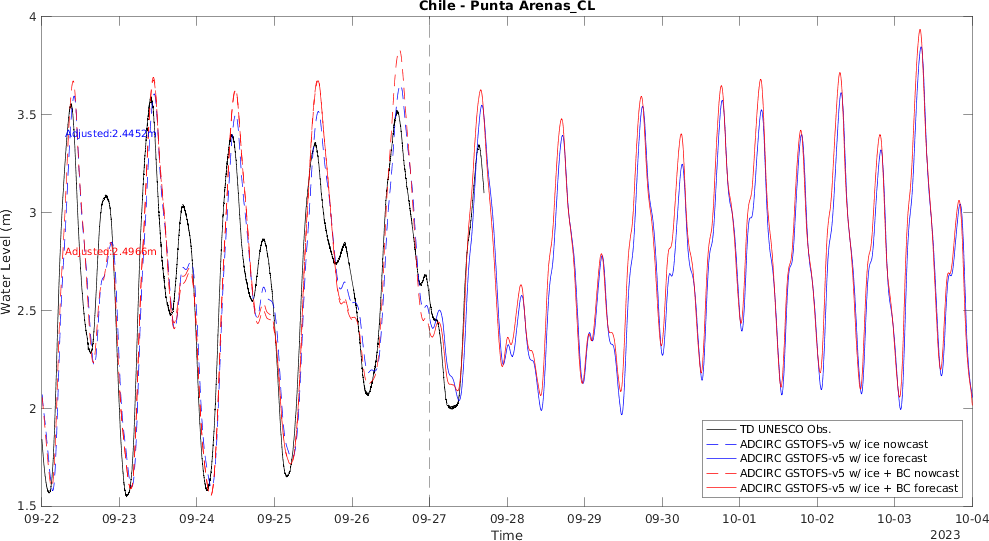 Chile - Punta Arenas_CL
4
3.5
3
2.5
2
1.5
Water Level (m)
Adjusted:2.4452m
Adjusted:2.4966m
TD UNESCO Obs.
ADCIRC GSTOFS-v5 w/ ice nowcast
ADCIRC GSTOFS-v5 w/ ice forecast
ADCIRC GSTOFS-v5 w/ ice + BC nowcast
ADCIRC GSTOFS-v5 w/ ice + BC forecast
09-22 09-23 09-24 09-25 09-26 09-27 09-28 09-29 09-30 10-01 10-02 10-03 10-04
Time
2023